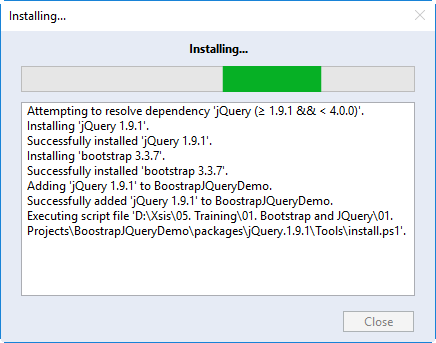 Installing...
Installing...
Attempting to resolve dependency 'jQuery (≥ 1.9.1 && < 4.0.0)'.
Installing 'jQuery 1.9.1'.
Successfully installed 'jQuery 1.9.1'.
Installing 'bootstrap 3.3.7'.
Successfully installed 'bootstrap 3.3.7'.
Adding 'jQuery 1.9.1' to BoostrapJQueryDemo.
Successfully added 'jQuery 1.9.1' to BoostrapJQueryDemo.
Executing script file 'D:\Xsis\05. Training\01. Bootstrap and JQuery\01.
Projects\BoostrapJQueryDemo\packages\jQuery.1.9.1\Tools\install.ps1'.
Close